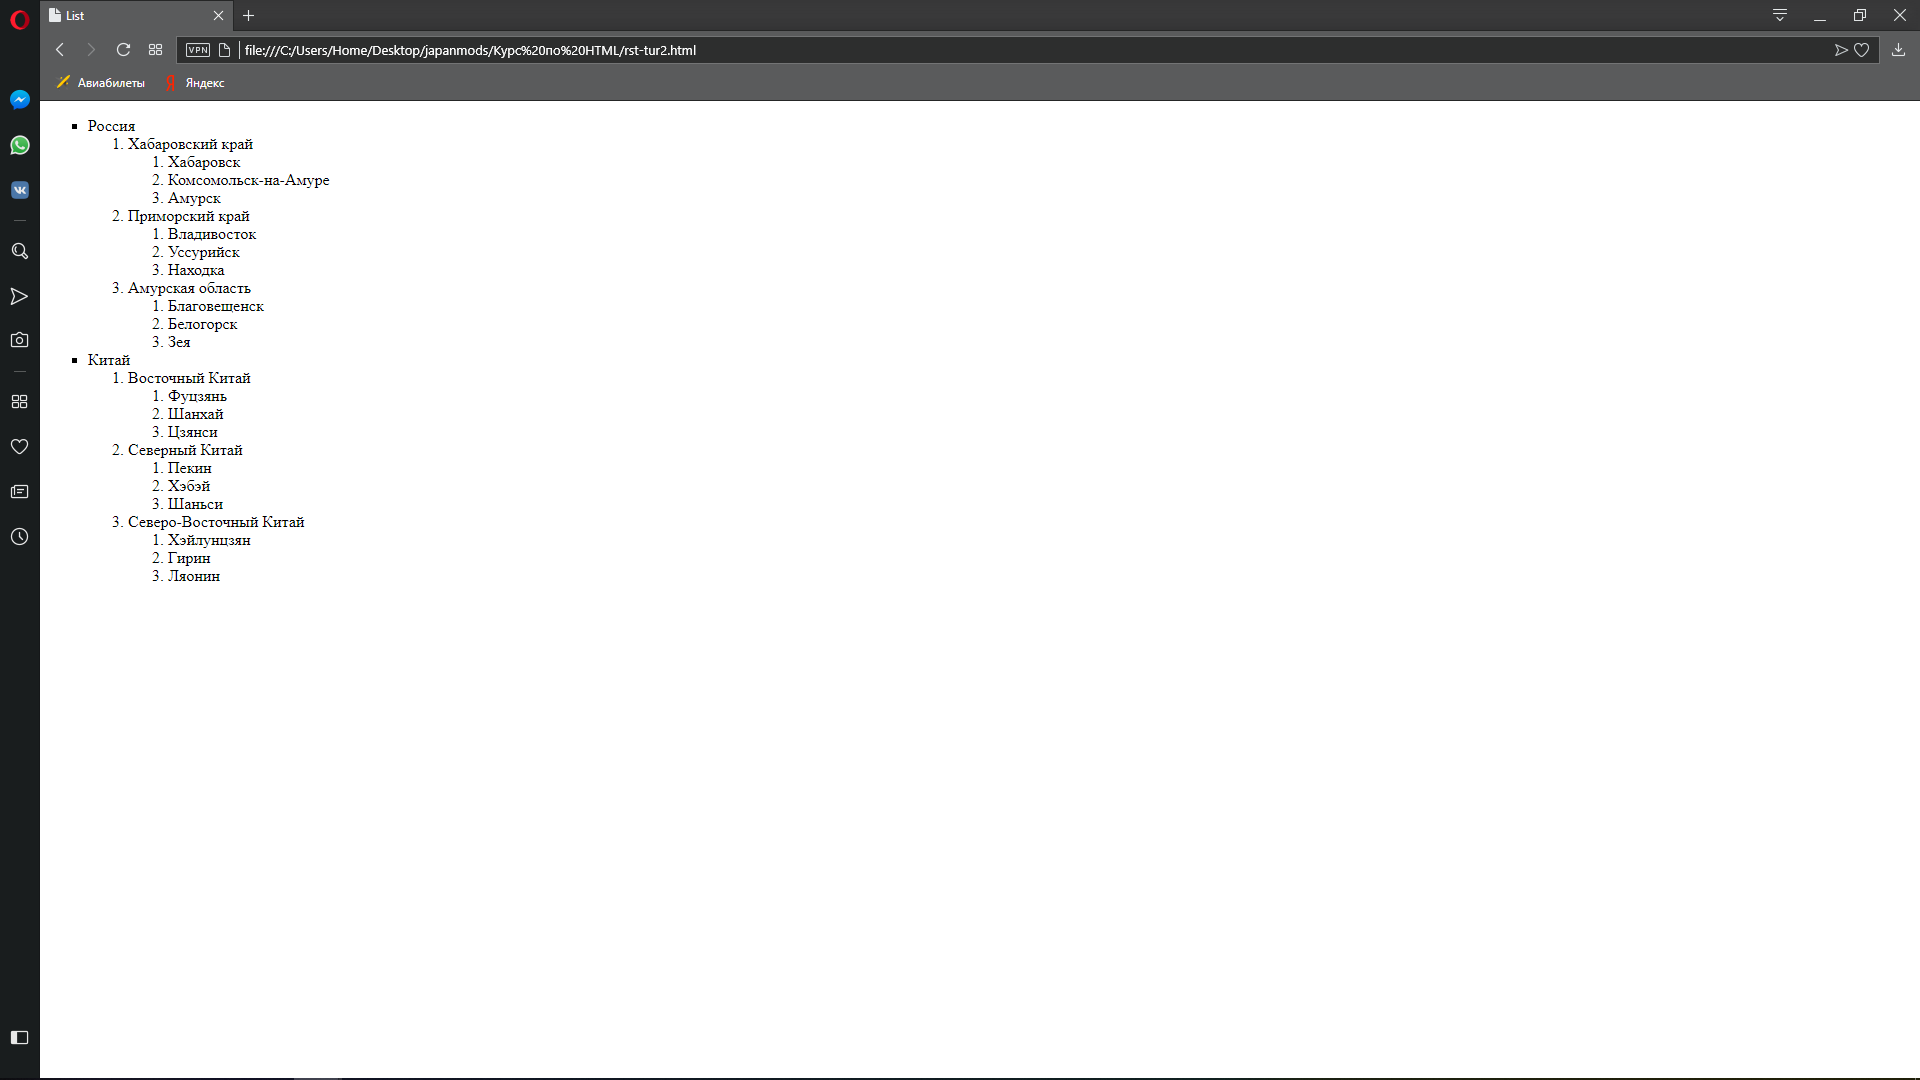 List
VPN
file:///C:/Users/Home/Desktop/japanmods/Курс%20по%20HTML/rst-tur2.html
Авиабилеты
Я Яндекс
Россия
1. Хабаровский край
1. Хабаровск
2. Комсомольск-на-Амуре
3. Амурск
2. Приморский край
1. Владивосток
2. Уссурийск
3. Находка
3. Амурская область
1. Благовещенск
2. Белогорск
3. Зея
Китай
1. Восточный Китай
1. Фуцзянь
2. Шанхай
3. Цзянси
2. Северный Китай
1. Пекин
2. Хэбэй
3. Шаньси
3. Северо-Восточный Китай
1. Хэйлунцзян
2. Гирин
3. Ляонин